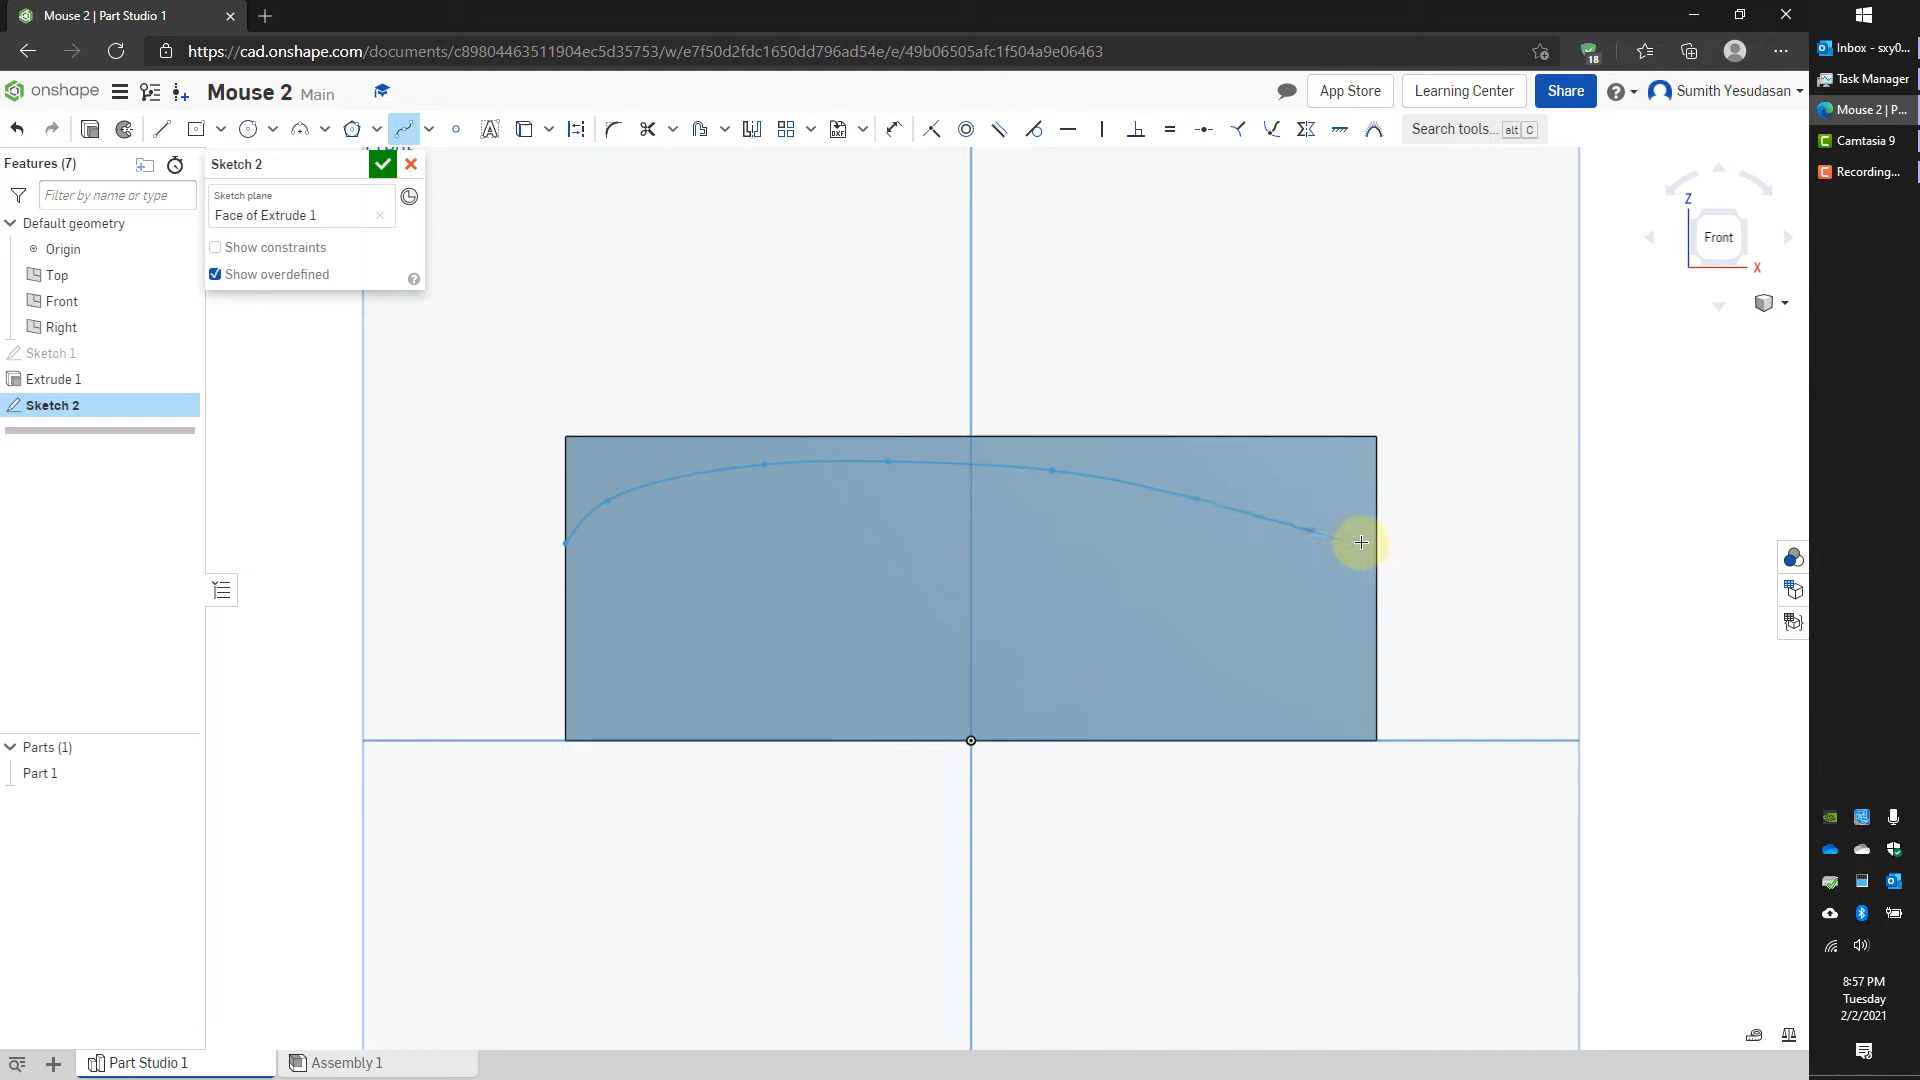 Mouse 2 | Part Studio 1
https://cad.onshape.com/documents/c89804463511904ec5d35753/w/e7f50d2fdc1650dd796ad54e/e/49b06505afc1f504a9e06463
18
onshape
Mouse 2 Main
App Store
Learning Center
Share
Sumith Yesudasan
DXF
Search tools... alt C
Features (7)
Filter by name or type
Default geometry
Origin
Top
Front
Right
Sketch 1
Extrude 1
Sketch 2
Parts (1)
Part 1
Sketch 2
Sketch plane
Face of Extrude 1
Show constraints
Show overdefined
Z
Front
X
Part Studio 1
Assembly 1
Inbox - sxy0...
Task Manager
Mouse 2 | P...
Camtasia 9
Recording...
8:57 PM
Tuesday
2/2/2021